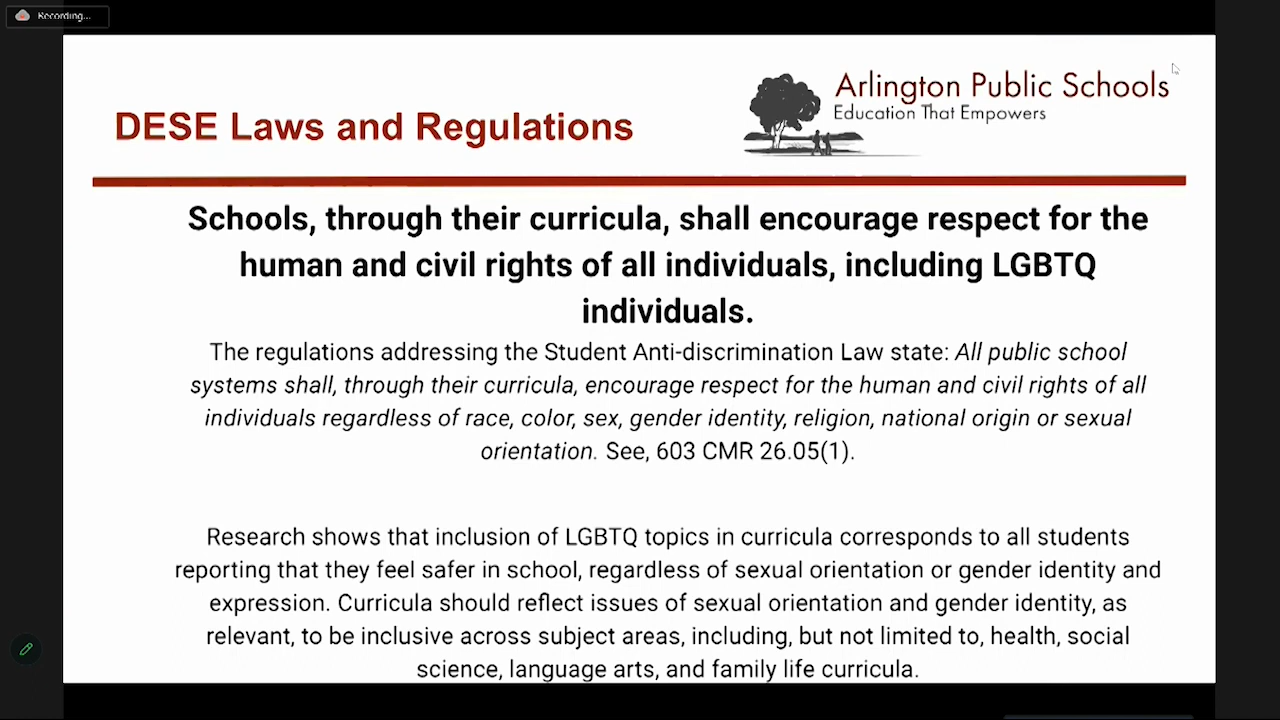 Recording...
Arlington Public Schools
Education That Empowers
DESE Laws and Regulations
Schools, through their curricula, shall encourage respect for the
human and civil rights of all individuals, including LGBTQ
individuals.
The regulations addressing the Student Anti-discrimination Law state: All public school
systems shall, through their curricula, encourage respect for the human and civil rights of all
individuals regardless of race, color, sex, gender identity, religion, national origin or sexual
orientation. See, 603 CMR 26.05(1).
Research shows that inclusion of LGBTQ topics in curricula corresponds to all students
reporting that they feel safer in school, regardless of sexual orientation or gender identity and
expression. Curricula should reflect issues of sexual orientation and gender identity, as
relevant, to be inclusive across subject areas, including, but not limited to, health, social
science, language arts, and family life curricula.